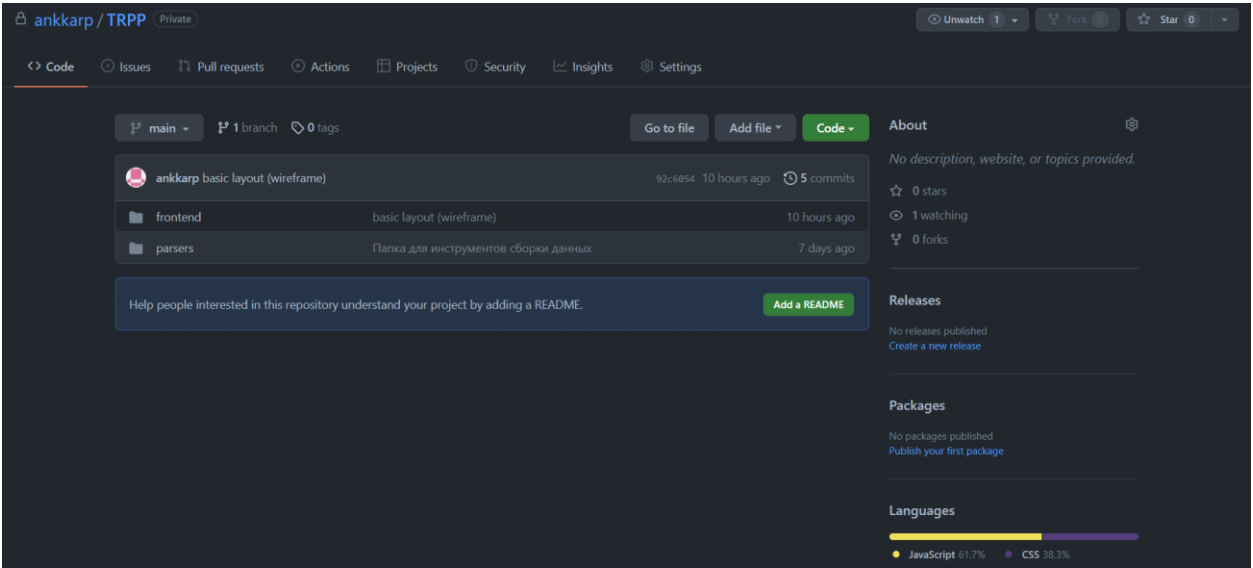 ankkarp / TRPP Private Unwatch 1 Fork 0 Star 0
Code Issues Pull requests Actions Projects Security Insights Settings
main 1 branch 0 tags Go to file Add file Code
ankkarp basic layout (wireframe) 92c6054 10 hours ago 5 commits
frontend basic layout (wireframe) 10 hours ago
parsers Папка для инструментов сборки данных 7 days ago
Help people interested in this repository understand your project by adding a README. Add a README
About
No description, website, or topics provided.
0 stars
1 watching
0 forks
Releases
No releases published
Create a new release
Packages
No packages published
Publish your first package
Languages
JavaScript 61.7% CSS 38.3%